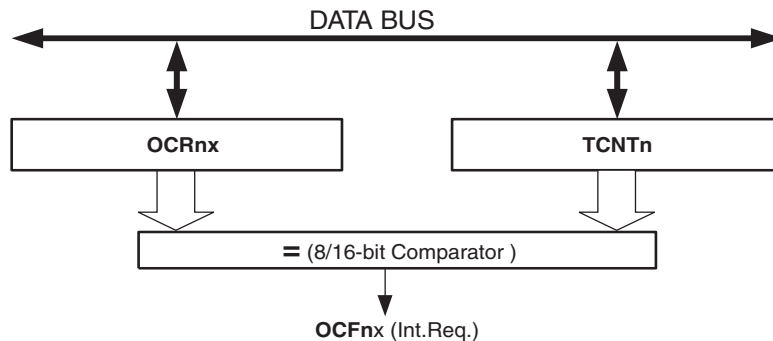 DATA BUS
OCRnx
TCNTn
= (8/16-bit Comparator )
OCFnx (Int.Req.)